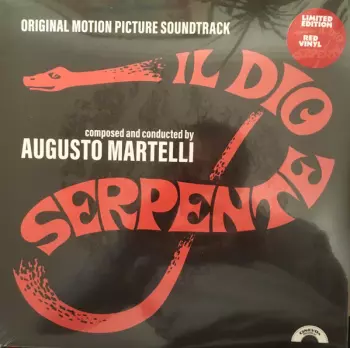 ORIGINAL MOTION PICTURE SOUNDTRACK
LIMITED
EDITION
RED
VINYL
IL DIO
composed and conducted by
AUGUSTO MARTELLI
SERPENTE